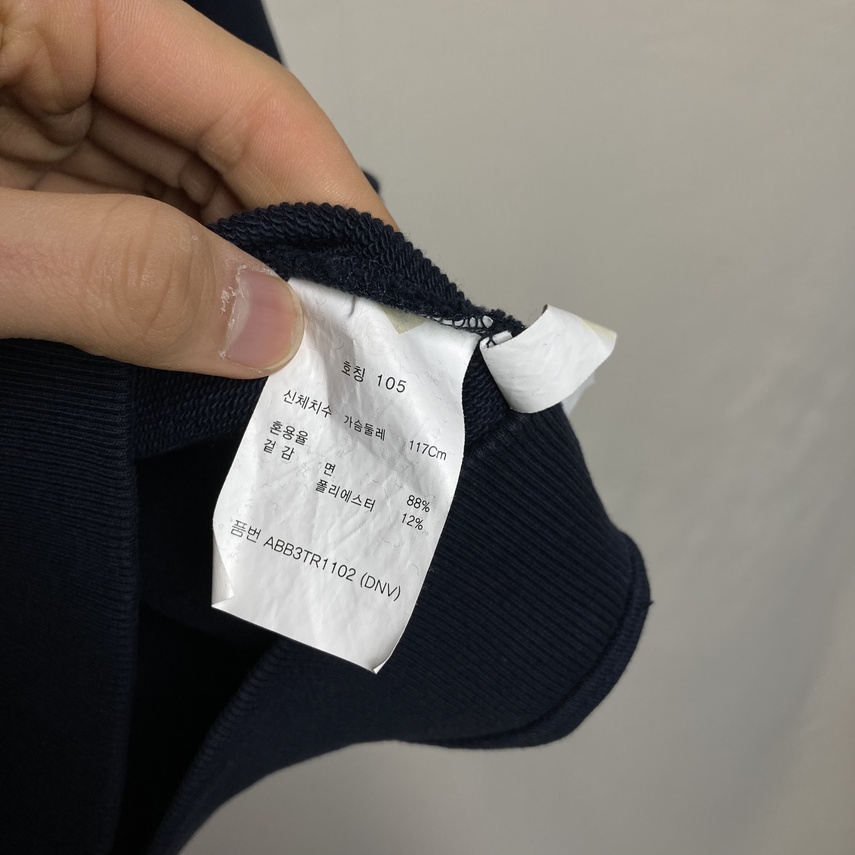 호칭 105
신체치수 가슴둘레 117Cm
혼용율
겉감 면 88%
폴리에스터 12%
품번 ABB3TR1102 (DNV)